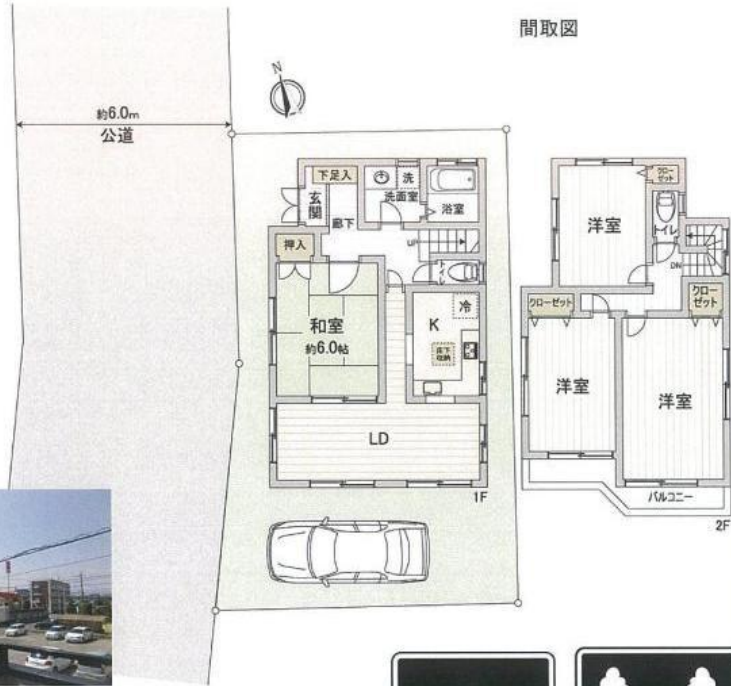 間取図
N
約6.0m
公道
下足入
洗
玄関
洗面室
浴室
廊下
UP
押入
トイレ
和室
約6.0帖
冷
K
床下収納
LD
1F
クローゼット
洋室
トイレ
DN
クローゼット
クローゼット
洋室
洋室
バルコニー
2F